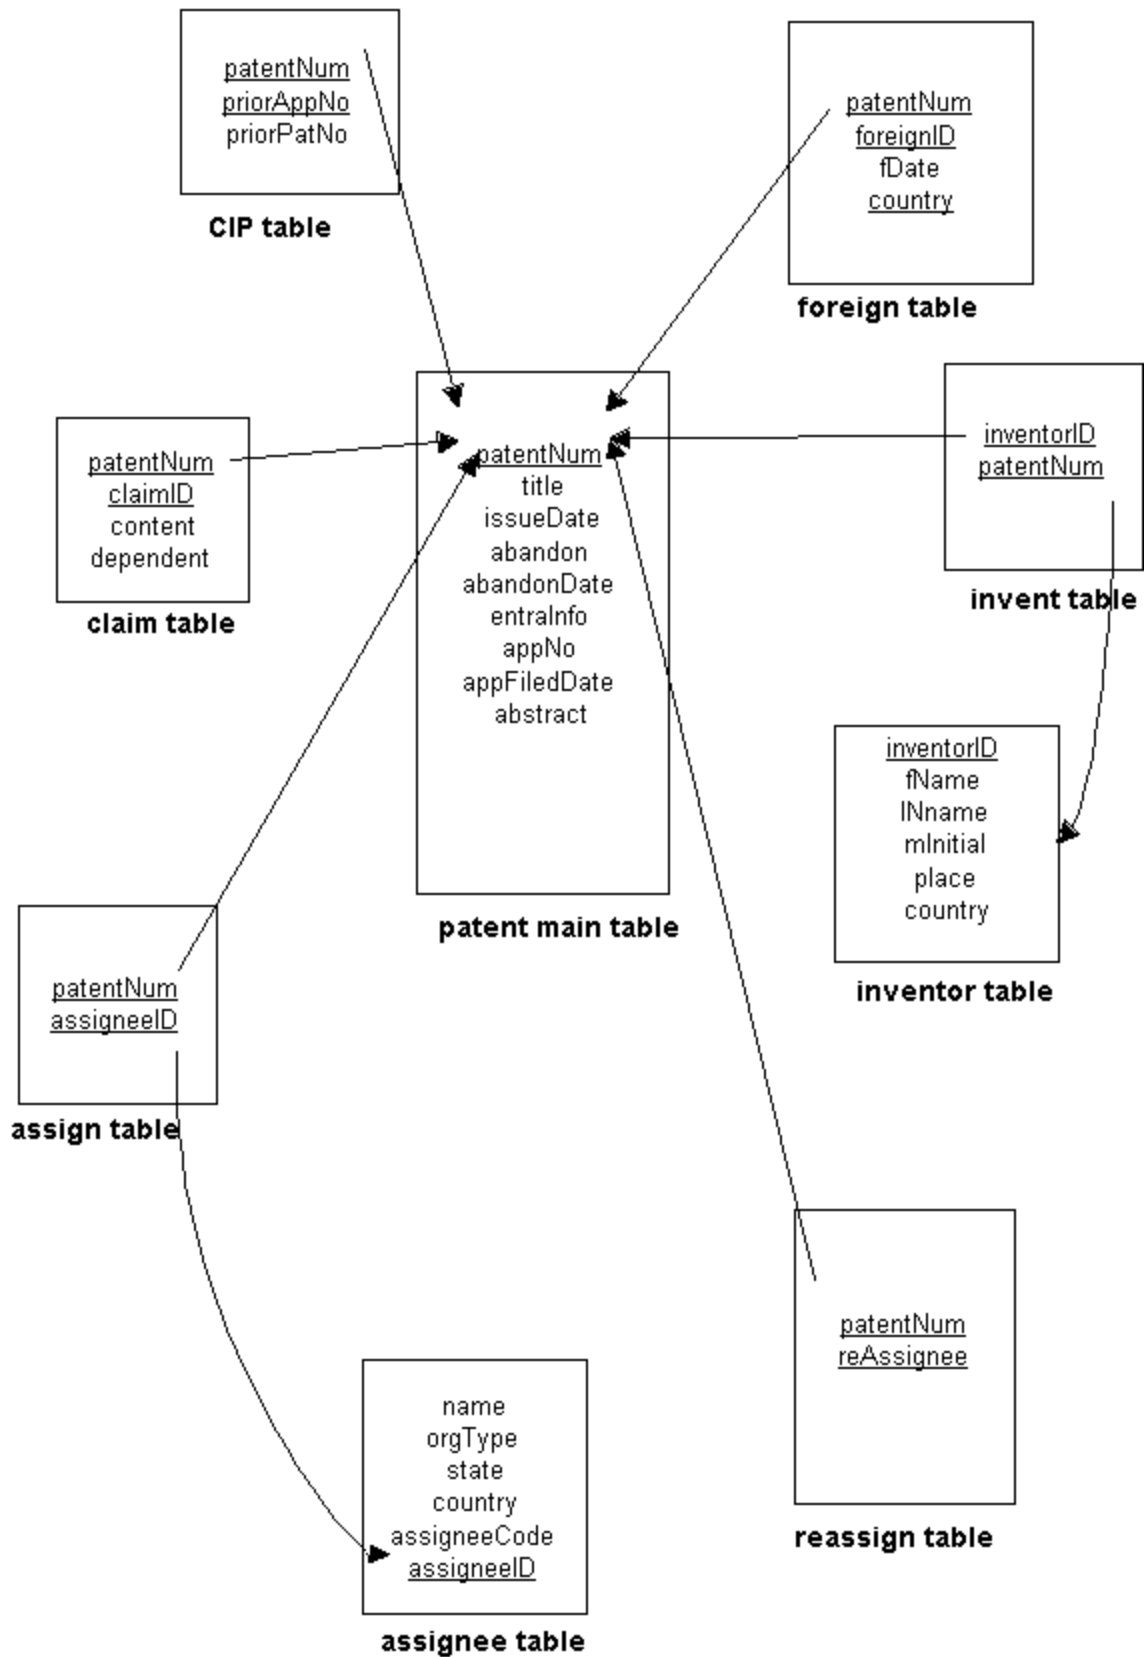 patentNum
priorAppNo
priorPatNo
CIP table
patentNum
foreignID
fDate
country
foreign table
patentNum
claimID
content
dependent
claim table
patentNum
title
issueDate
abandon
abandonDate
entraInfo
appNo
appFiledDate
abstract
patent main table
inventorID
patentNum
invent table
inventorID
fName
lNname
mInitial
place
country
inventor table
patentNum
assigneeID
assign table
name
orgType
state
country
assigneeCode
assigneeID
assignee table
patentNum
reAssignee
reassign table